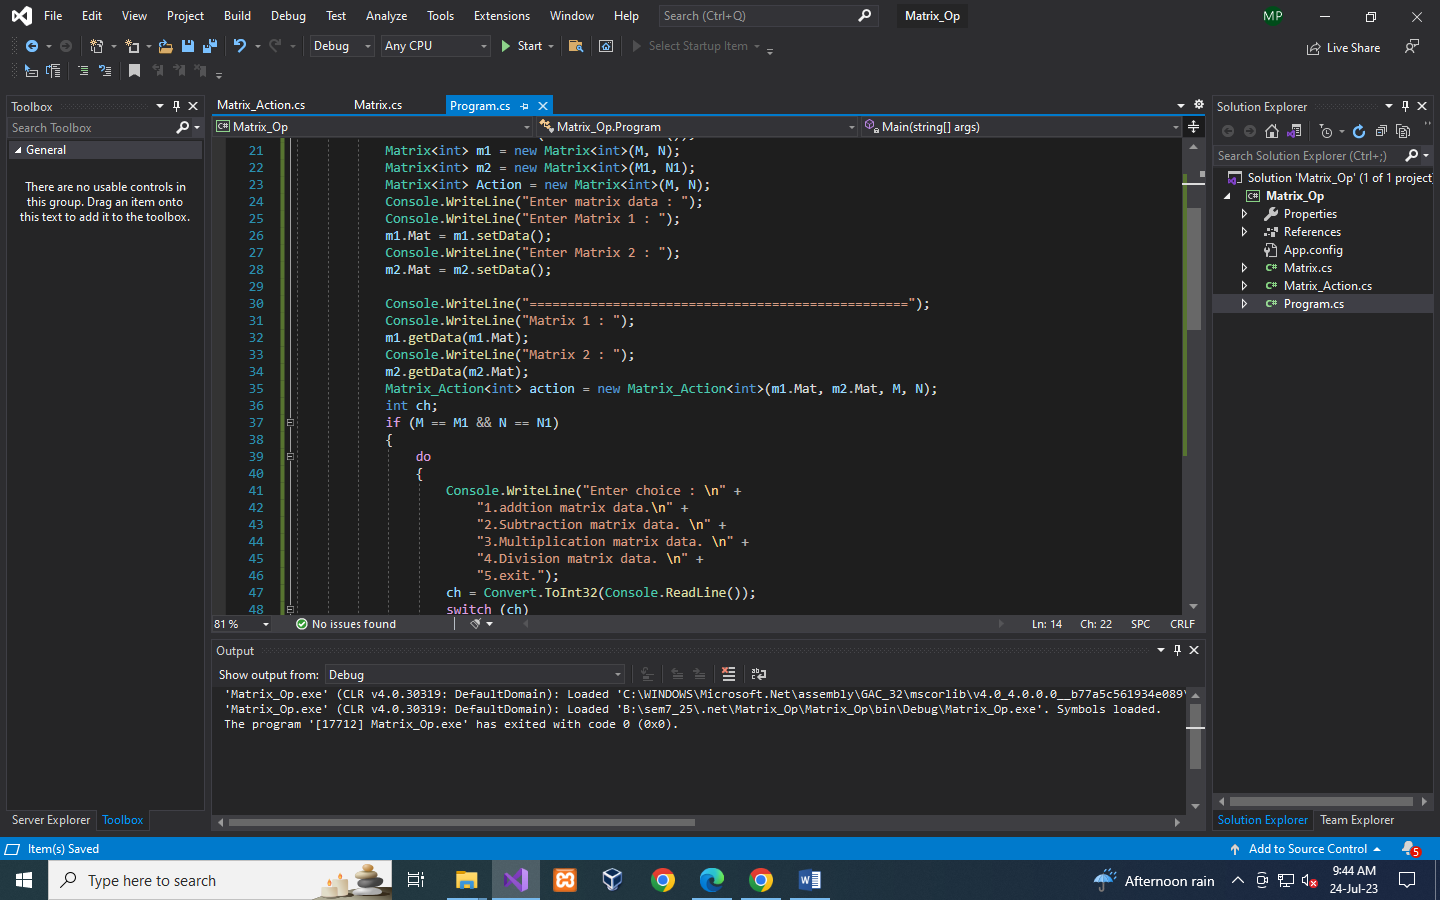 File Edit View Project Build Debug Test Analyze Tools Extensions Window Help Search (Ctrl+Q) Matrix_Op MP
Debug Any CPU Start Select Startup Item Live Share
Toolbox
Search Toolbox
General
There are no usable controls in
this group. Drag an item onto
this text to add it to the toolbox.
Server Explorer Toolbox
Matrix_Action.cs Matrix.cs Program.cs
Matrix_Op Matrix_Op.Program Main(string[] args)
21 Matrix<int> m1 = new Matrix<int>(M, N);
22 Matrix<int> m2 = new Matrix<int>(M1, N1);
23 Matrix<int> Action = new Matrix<int>(M, N);
24 Console.WriteLine("Enter matrix data : ");
25 Console.WriteLine("Enter Matrix 1 : ");
26 m1.Mat = m1.setData();
27 Console.WriteLine("Enter Matrix 2 : ");
28 m2.Mat = m2.setData();
29
30 Console.WriteLine("==================================================");
31 Console.WriteLine("Matrix 1 : ");
32 m1.getData(m1.Mat);
33 Console.WriteLine("Matrix 2 : ");
34 m2.getData(m2.Mat);
35 Matrix_Action<int> action = new Matrix_Action<int>(m1.Mat, m2.Mat, M, N);
36 int ch;
37 if (M == M1 && N == N1)
38 {
39 do
40 {
41 Console.WriteLine("Enter choice : \n" +
42 "1.addtion matrix data.\n" +
43 "2.Subtraction matrix data. \n" +
44 "3.Multiplication matrix data. \n" +
45 "4.Division matrix data. \n" +
46 "5.exit.");
47 ch = Convert.ToInt32(Console.ReadLine());
48 switch (ch)
81 % No issues found Ln: 14 Ch: 22 SPC CRLF
Output
Show output from: Debug
'Matrix_Op.exe' (CLR v4.0.30319: DefaultDomain): Loaded 'C:\WINDOWS\Microsoft.Net\assembly\GAC_32\mscorlib\v4.0_4.0.0.0__b77a5c561934e089\
'Matrix_Op.exe' (CLR v4.0.30319: DefaultDomain): Loaded 'B:\sem7_25\.net\Matrix_Op\Matrix_Op\bin\Debug\Matrix_Op.exe'. Symbols loaded.
The program '[17712] Matrix_Op.exe' has exited with code 0 (0x0).
Solution Explorer
Search Solution Explorer (Ctrl+;)
Solution 'Matrix_Op' (1 of 1 project)
Matrix_Op
Properties
References
App.config
C# Matrix.cs
C# Matrix_Action.cs
C# Program.cs
Solution Explorer Team Explorer
Item(s) Saved Add to Source Control 5
Type here to search Afternoon rain 9:44 AM
24-Jul-23